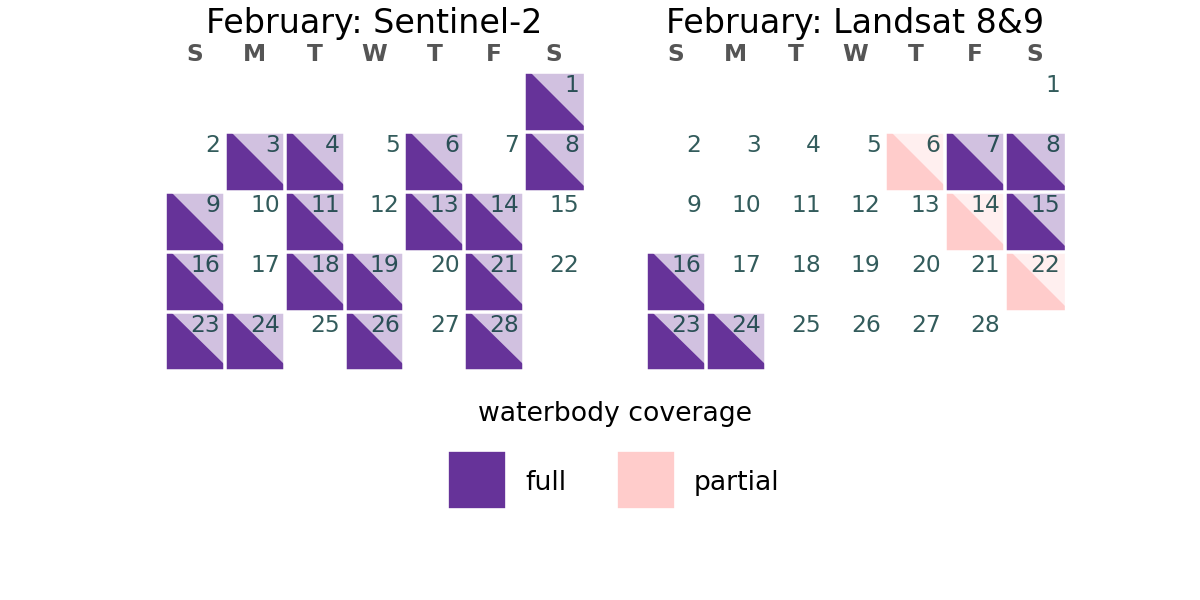 February: Sentinel-2
S M T W T F S
1
2 3 4 5 6 7 8
9 10 11 12 13 14 15
16 17 18 19 20 21 22
23 24 25 26 27 28
February: Landsat 8&9
S M T W T F S
1
2 3 4 5 6 7 8
9 10 11 12 13 14 15
16 17 18 19 20 21 22
23 24 25 26 27 28
waterbody coverage
full
partial